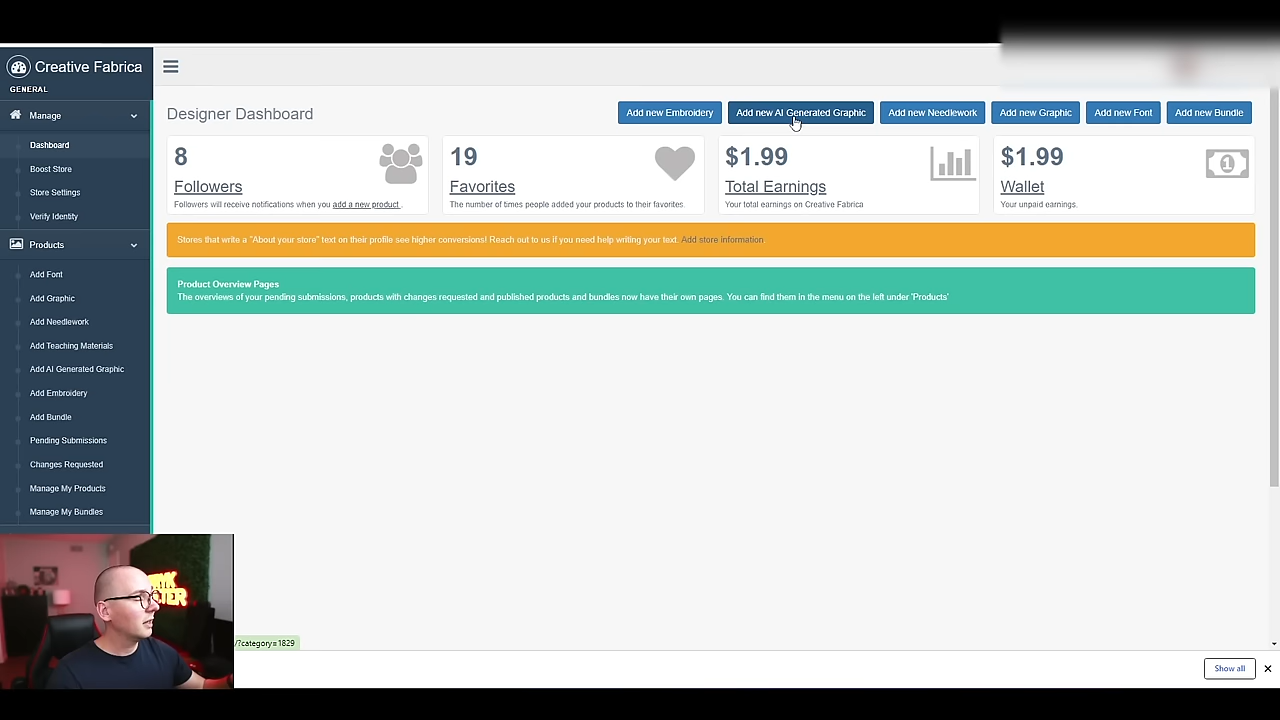 Creative Fabrica
GENERAL
Manage
Dashboard
Boost Store
Store Settings
Verify Identity
Products
Add Font
Add Graphic
Add Needlework
Add Teaching Materials
Add AI Generated Graphic
Add Embroidery
Add Bundle
Pending Submissions
Changes Requested
Manage My Products
Manage My Bundles
Designer Dashboard
Add new Embroidery
Add new AI Generated Graphic
Add new Needlework
Add new Graphic
Add new Font
Add new Bundle
8
Followers
Followers will receive notifications when you add a new product .
19
Favorites
The number of times people added your products to their favorites.
$1.99
Total Earnings
Your total earnings on Creative Fabrica
$1.99
Wallet
Your unpaid earnings.
Stores that write a "About your store" text on their profile see higher conversions! Reach out to us if you need help writing your text. Add store information
Product Overview Pages
The overviews of your pending submissions, products with changes requested and published products and bundles now have their own pages. You can find them in the menu on the left under 'Products'
/?category=1829
Show all